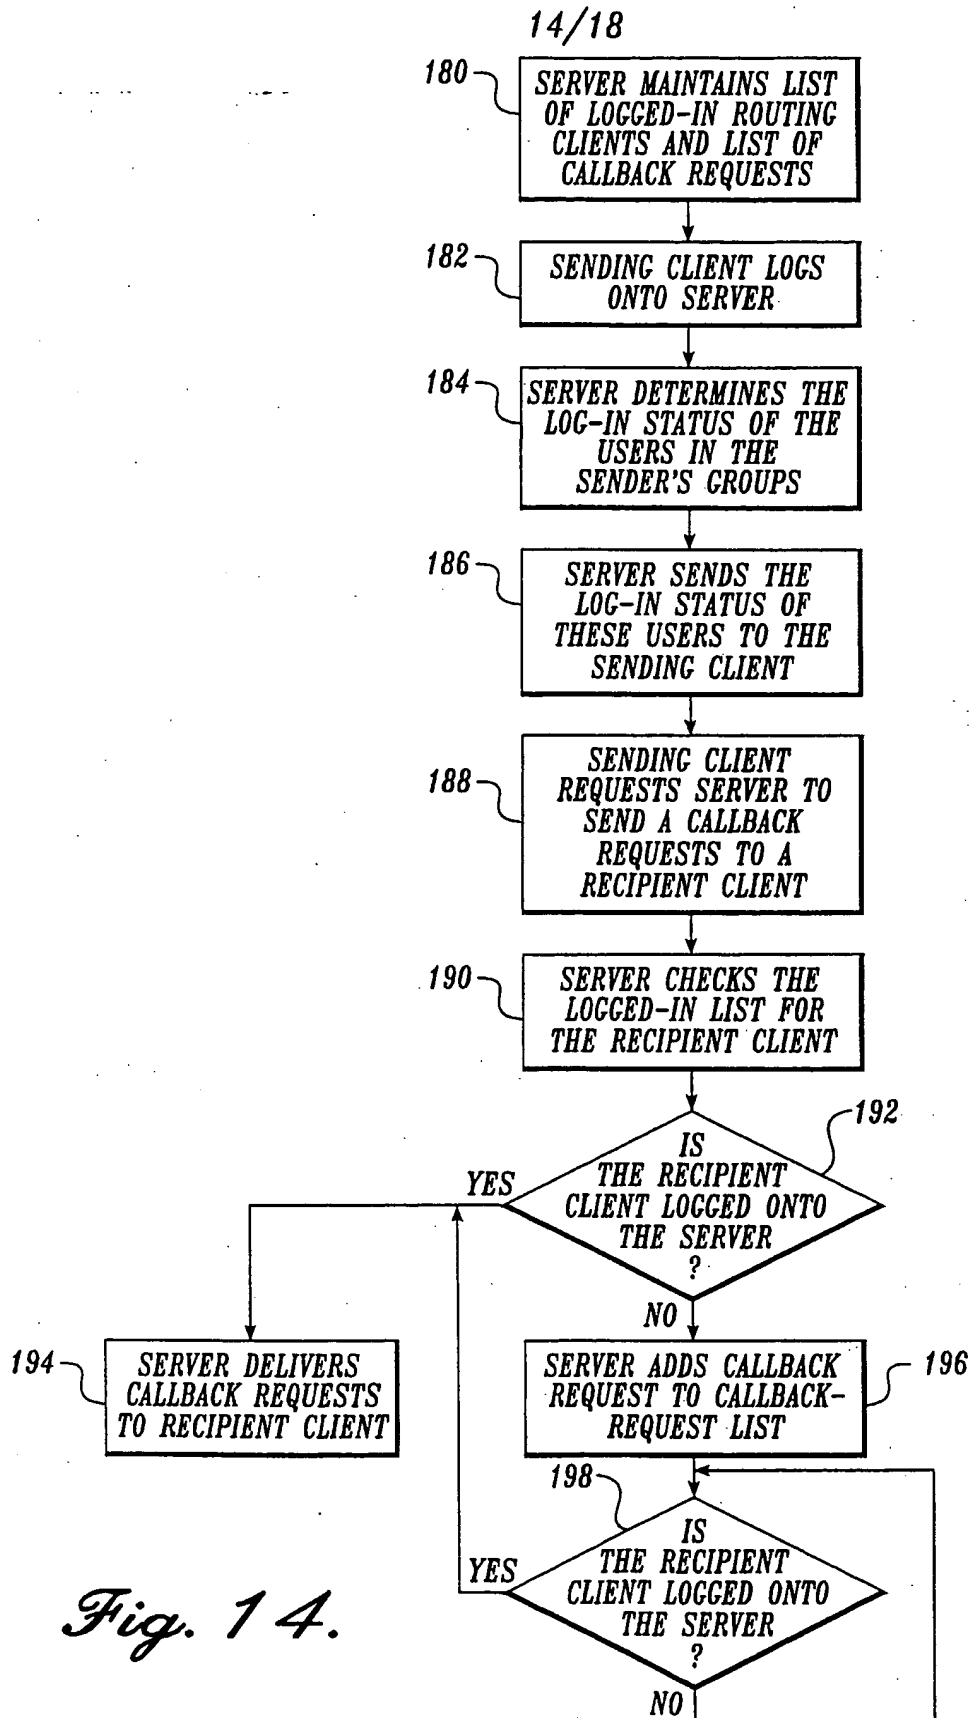 14/18
180
SERVER MAINTAINS LIST
OF LOGGED-IN ROUTING
CLIENTS AND LIST OF
CALLBACK REQUESTS
182
SENDING CLIENT LOGS
ONTO SERVER
184
SERVER DETERMINES THE
LOG-IN STATUS OF THE
USERS IN THE
SENDER'S GROUPS
186
SERVER SENDS THE
LOG-IN STATUS OF
THESE USERS TO THE
SENDING CLIENT
188
SENDING CLIENT
REQUESTS SERVER TO
SEND A CALLBACK
REQUESTS TO A
RECIPIENT CLIENT
190
SERVER CHECKS THE
LOGGED-IN LIST FOR
THE RECIPIENT CLIENT
192
IS
THE RECIPIENT
CLIENT LOGGED ONTO
THE SERVER
?
YES
NO
194
SERVER DELIVERS
CALLBACK REQUESTS
TO RECIPIENT CLIENT
SERVER ADDS CALLBACK
REQUEST TO CALLBACK-
REQUEST LIST
196
198
IS
THE RECIPIENT
CLIENT LOGGED ONTO
THE SERVER
?
YES
NO
Fig. 14.